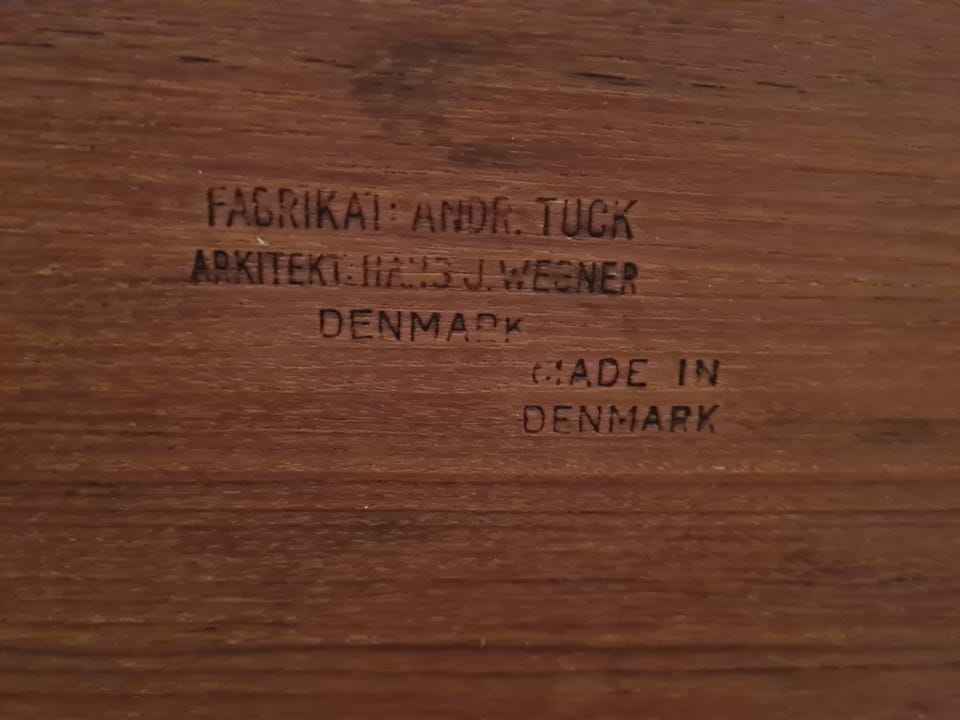 FABRIKAT: ANDR. TUCK
ARKITEKT: HANS J. WEGNER
DENMARK
MADE IN
DENMARK